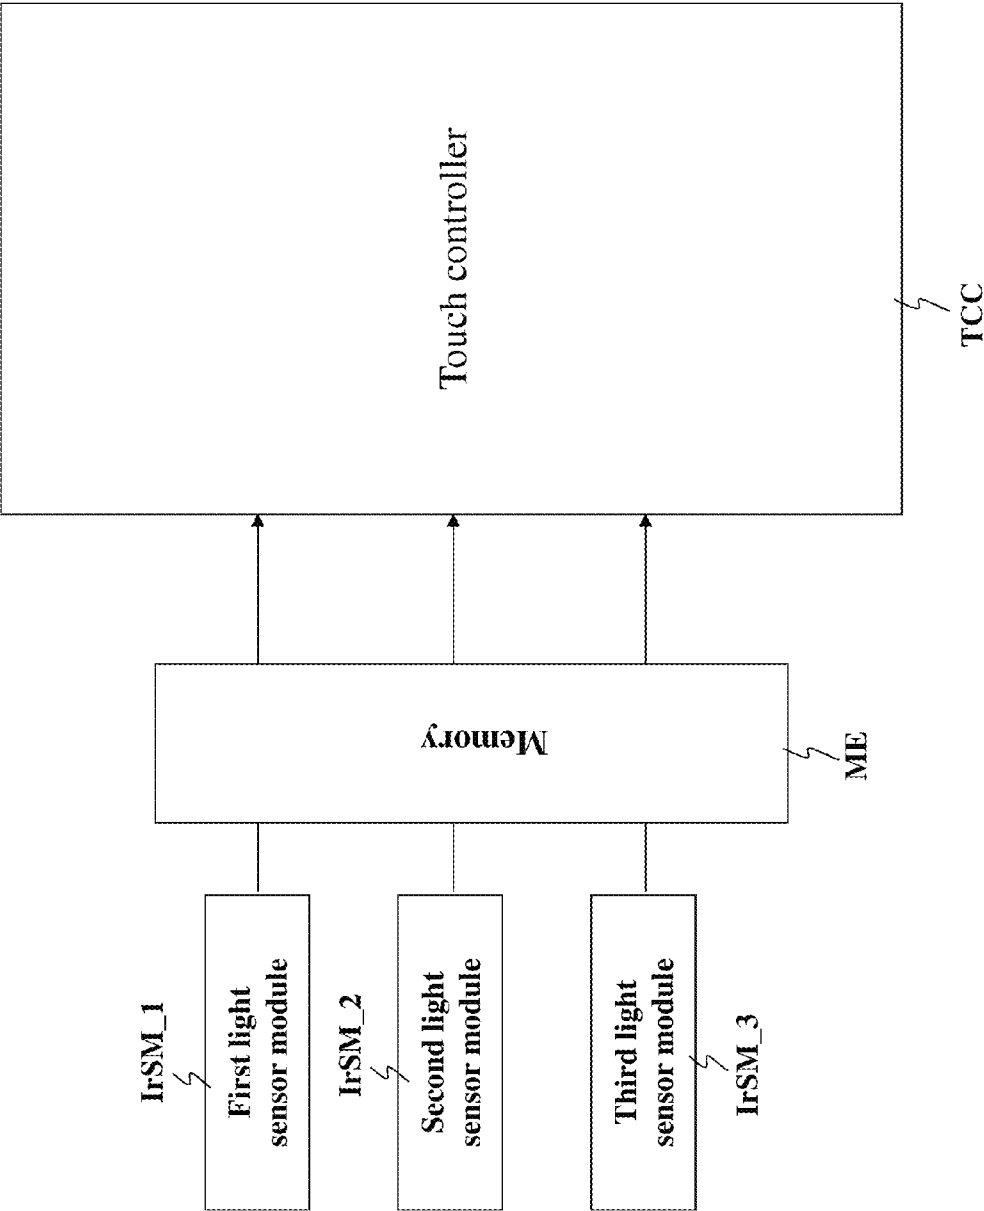 IrSM_1
First light
sensor module
IrSM_2
Second light
sensor module
Third light
sensor module
IrSM_3
Memory
ME
Touch controller
TCC